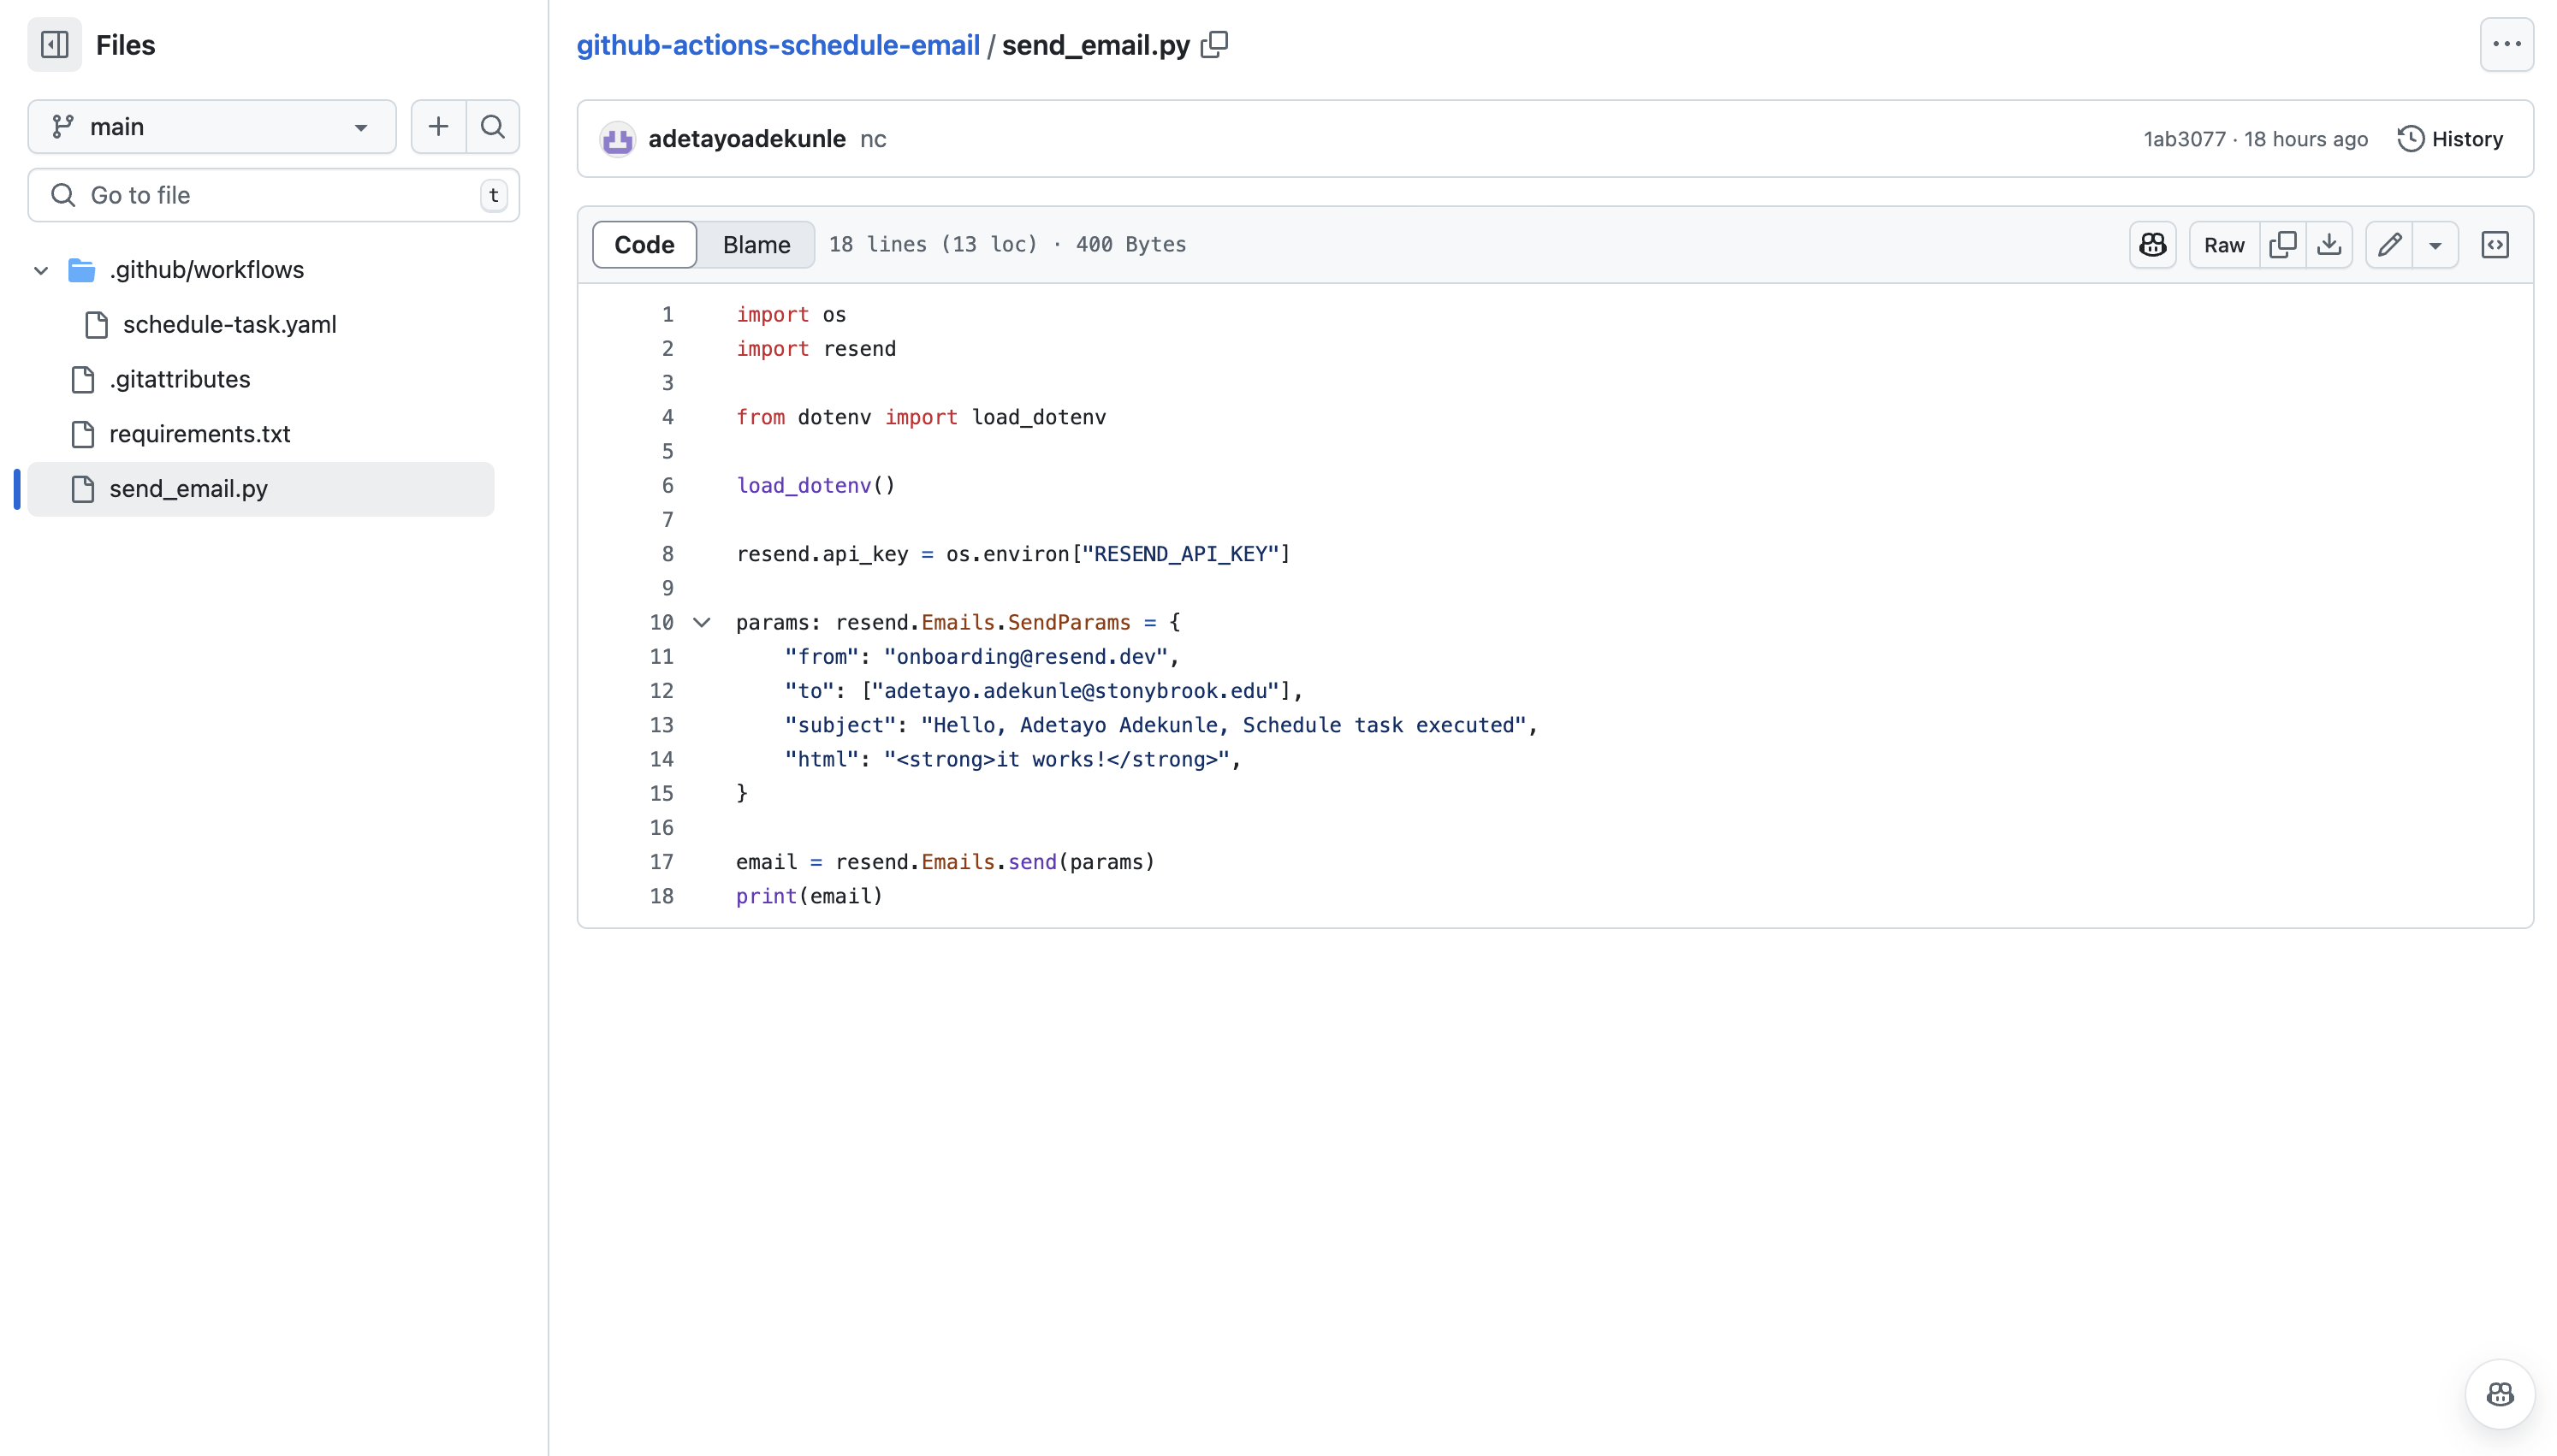 Files
main
Go to file
t
.github/workflows
schedule-task.yaml
.gitattributes
requirements.txt
send_email.py
github-actions-schedule-email / send_email.py
adetayoadekunle nc
1ab3077 · 18 hours ago
History
Code
Blame
18 lines (13 loc) · 400 Bytes
Raw
1 import os
2 import resend
3
4 from dotenv import load_dotenv
5
6 load_dotenv()
7
8 resend.api_key = os.environ["RESEND_API_KEY"]
9
10 params: resend.Emails.SendParams = {
11     "from": "onboarding@resend.dev",
12     "to": ["adetayo.adekunle@stonybrook.edu"],
13     "subject": "Hello, Adetayo Adekunle, Schedule task executed",
14     "html": "<strong>it works!</strong>",
15 }
16
17 email = resend.Emails.send(params)
18 print(email)